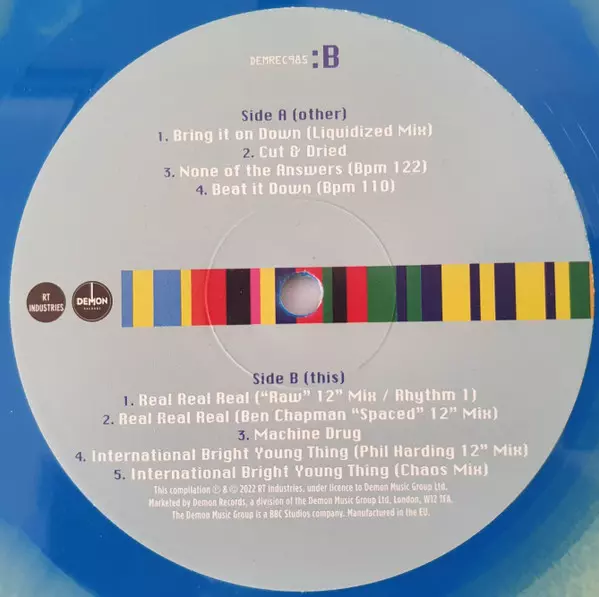 DEMREC985 :B
Side A (other)
1. Bring it on Down (Liquidized Mix)
2. Cut & Dried
3. None of the Answers (Bpm 122)
4. Beat it Down (Bpm 110)
RT
INDUSTRIES
DEMON
RECORDS
Side B (this)
1. Real Real Real (“Raw” 12” Mix / Rhythm 1)
2. Real Real Real (Ben Chapman “Spaced” 12” Mix)
3. Machine Drug
4. International Bright Young Thing (Phil Harding 12” Mix)
5. International Bright Young Thing (Chaos Mix)
This compilation ℗ & © 2022 RT Industries, under licence to Demon Music Group Ltd.
Marketed by Demon Records, a division of the Demon Music Group Ltd, London, W12 7FA.
The Demon Music Group is a BBC Studios company. Manufactured in the EU.